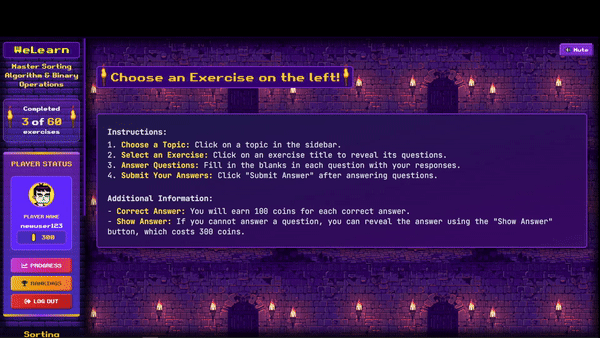 WeLearn
Master Sorting
Algorithm & Binary
Operations
Completed
3 of 60
exercises
PLAYER STATUS
PLAYER NAME
newuser123
300
PROGRESS
RANKINGS
LOG OUT
Sorting
Mute
Choose an Exercise on the left!
Instructions:
1. Choose a Topic: Click on a topic in the sidebar.
2. Select an Exercise: Click on an exercise title to reveal its questions.
3. Answer Questions: Fill in the blanks in each question with your responses.
4. Submit Your Answers: Click "Submit Answer" after answering questions.
Additional Information:
- Correct Answer: You will earn 100 coins for each correct answer.
- Show Answer: If you cannot answer a question, you can reveal the answer using the "Show Answer"
button, which costs 300 coins.